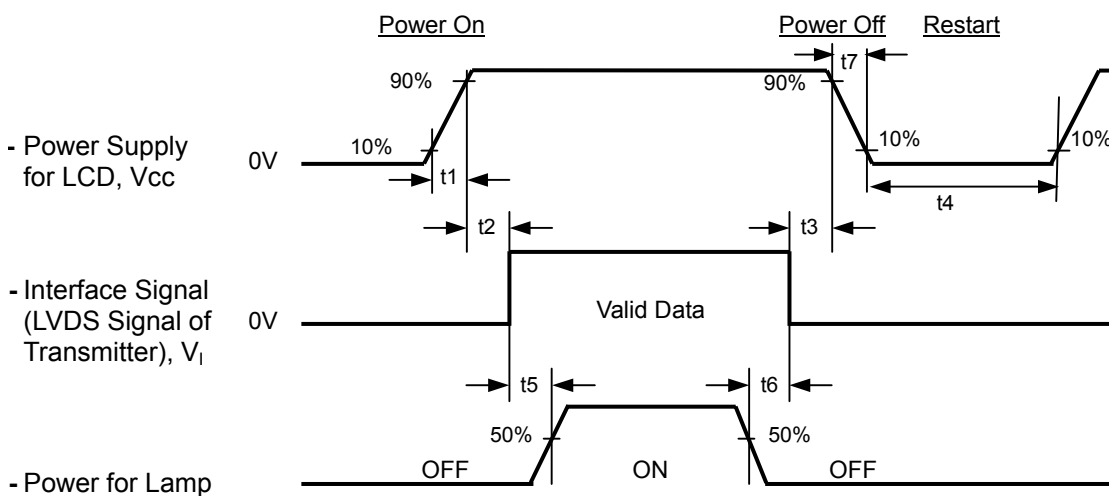 Power On
Power Off Restart
90%
90%
t7
10%
10%
10%
- Power Supply
for LCD, Vcc
0V
t1
t4
t2
t3
- Interface Signal
(LVDS Signal of
Transmitter), VI
0V
Valid Data
t5
t6
50%
50%
OFF
ON
OFF
- Power for Lamp